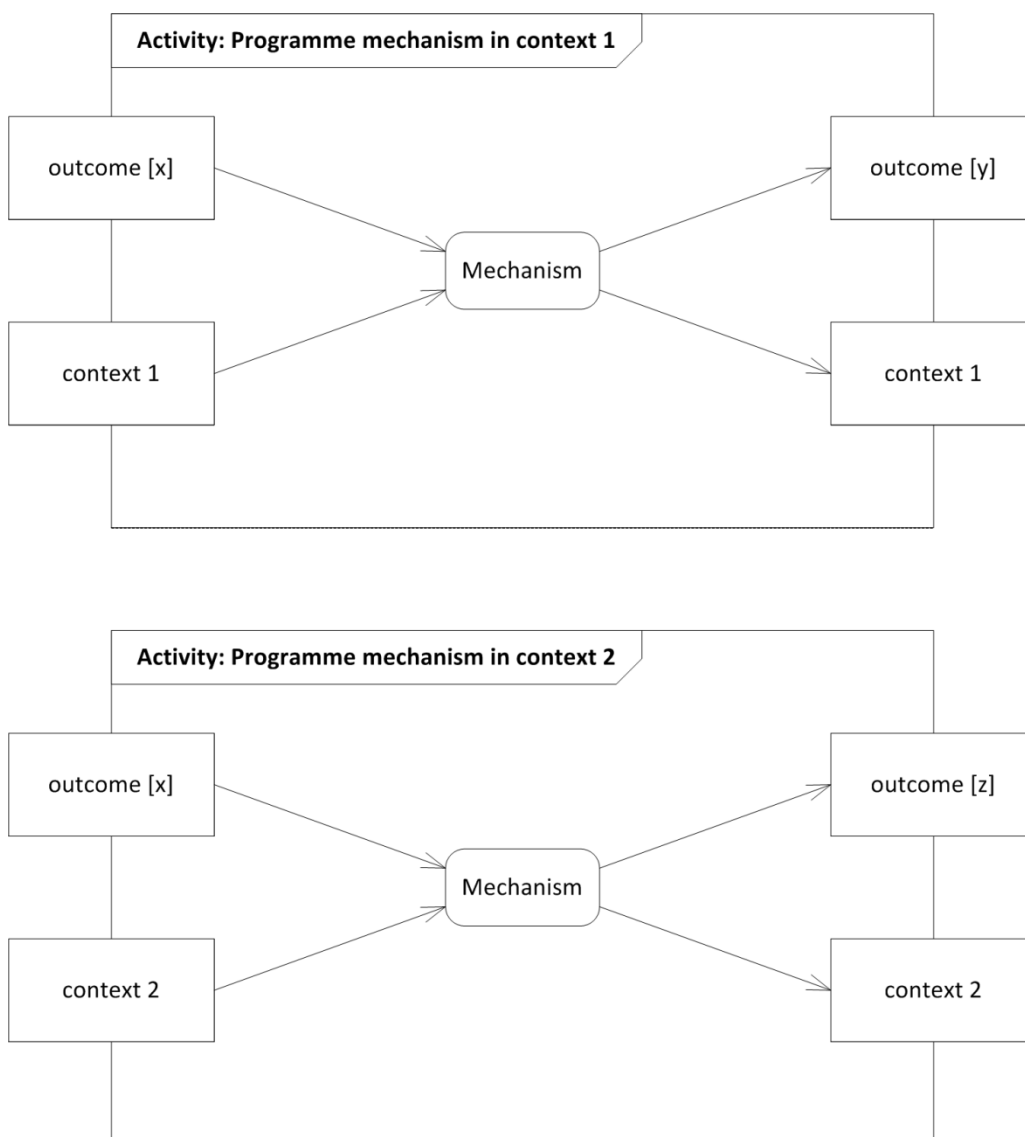 Activity: Programme mechanism in context 1
outcome [x]
outcome [y]
Mechanism
context 1
context 1
Activity: Programme mechanism in context 2
outcome [x]
outcome [z]
Mechanism
context 2
context 2